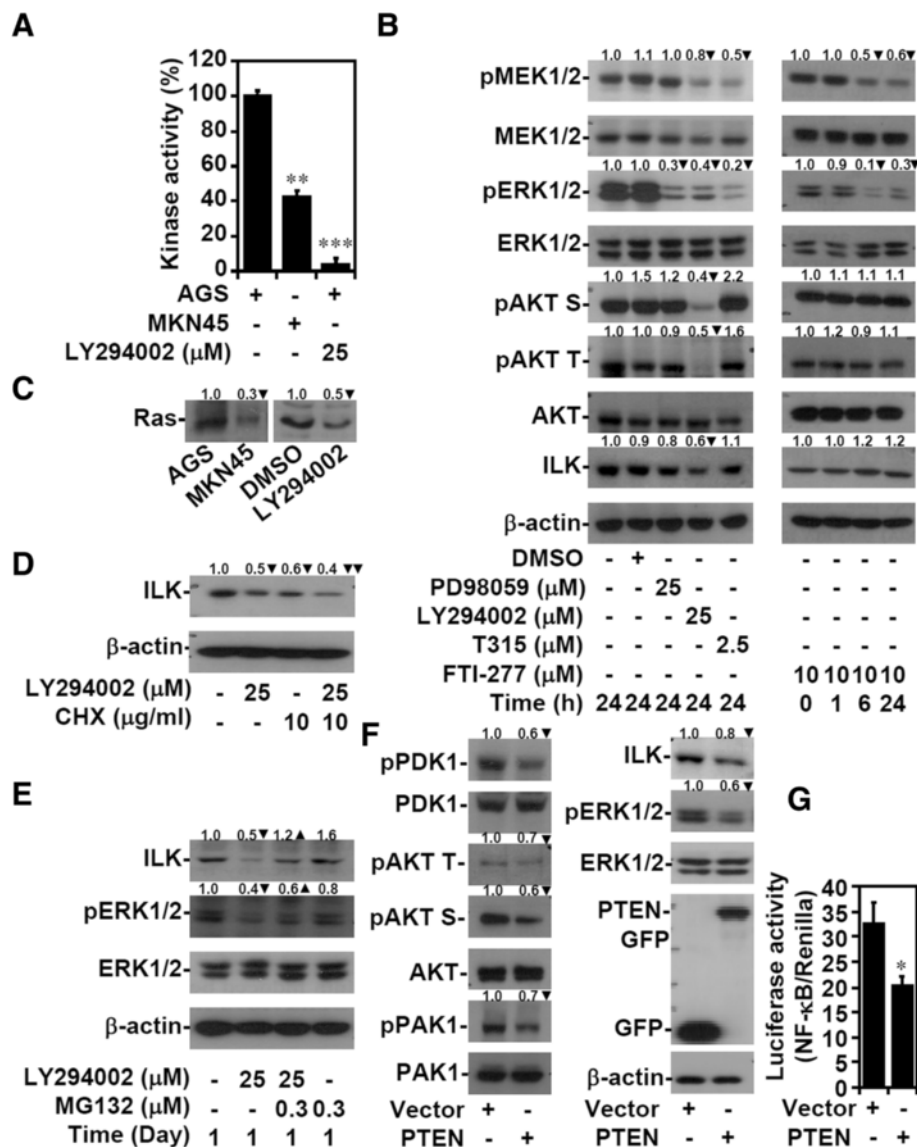 A
Kinase activity (%)
120
100
80
60
40
20
0
**
***
AGS + - +
MKN45 - + -
LY294002 (μM) - - 25
B
1.0 1.1 1.0 0.8▼ 0.5▼ 1.0 1.0 0.5▼ 0.6▼
pMEK1/2-
MEK1/2-
1.0 1.0 0.3▼ 0.4▼ 0.2▼ 1.0 0.9 0.1▼ 0.3▼
pERK1/2-
ERK1/2-
1.0 1.5 1.2 0.4▼ 2.2 1.0 1.1 1.1 1.1
pAKT S-
1.0 1.0 0.9 0.5▼ 1.6 1.0 1.2 0.9 1.1
pAKT T-
AKT-
1.0 0.9 0.8 0.6▼ 1.1 1.0 1.0 1.2 1.2
ILK-
β-actin-
DMSO - + - - - - - - -
PD98059 (μM) - - 25 - - - - - -
LY294002 (μM) - - - 25 - - - - -
T315 (μM) - - - - 2.5 - - - -
FTI-277 (μM) - - - - - 10 10 10 10
Time (h) 24 24 24 24 24 0 1 6 24
C
1.0 0.3▼ 1.0 0.5▼
Ras-
AGS
MKN45
DMSO
LY294002
D
1.0 0.5▼ 0.6▼ 0.4 ▼▼
ILK-
β-actin-
LY294002 (μM) - 25 - 25
CHX (μg/ml) - - 10 10
E
1.0 0.5▼ 1.2▲ 1.6
ILK-
1.0 0.4▼ 0.6▲ 0.8
pERK1/2-
ERK1/2-
β-actin-
LY294002 (μM) - 25 25 -
MG132 (μM) - - 0.3 0.3
Time (Day) 1 1 1 1
F
1.0 0.6▼
pPDK1-
PDK1-
1.0 0.7▼
pAKT T-
1.0 0.6▼
pAKT S-
AKT-
1.0 0.7▼
pPAK1-
PAK1-
Vector + -
PTEN - +
1.0 0.8▼
ILK-
1.0 0.6▼
pERK1/2-
ERK1/2-
PTEN-
GFP
GFP-
β-actin-
Vector + -
PTEN - +
G
Luciferase activity
(NF-κB/Renilla)
40
35
30
25
20
15
10
5
0
*
Vector + -
PTEN - +